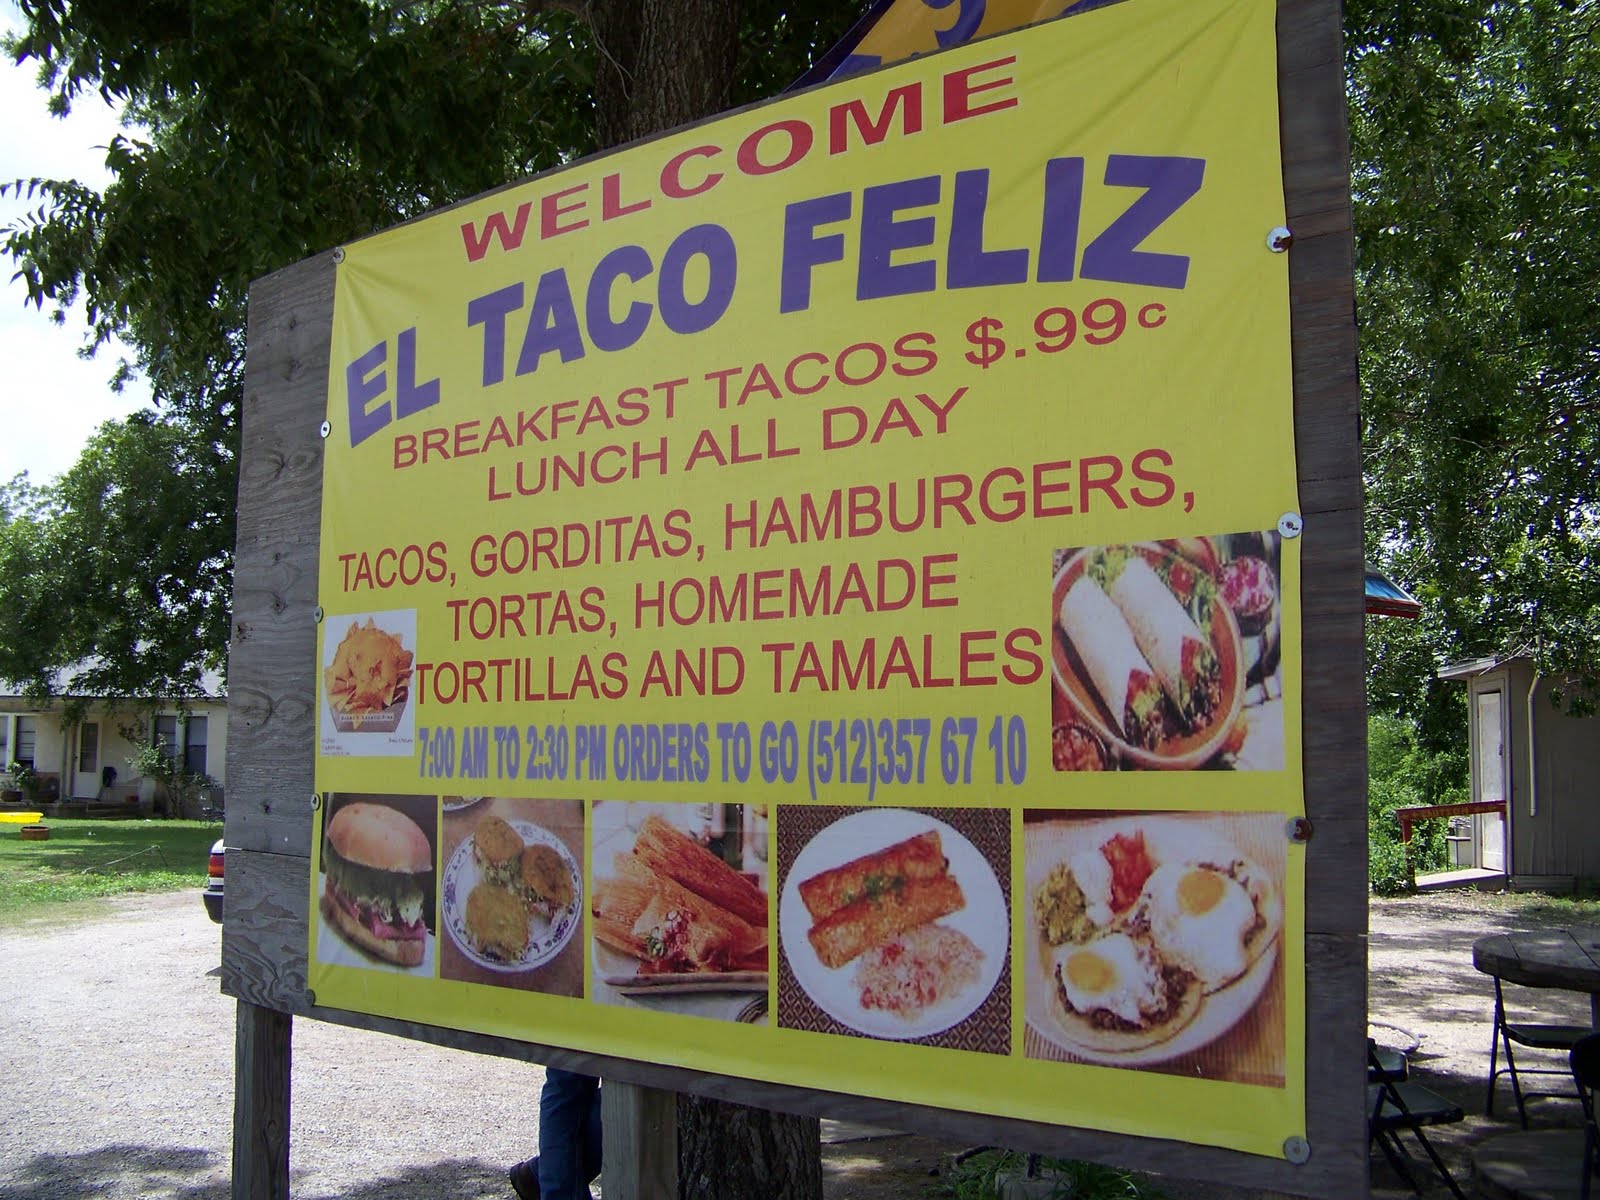 WELCOME
EL TACO FELIZ
BREAKFAST TACOS $.99c
LUNCH ALL DAY
TACOS, GORDITAS, HAMBURGERS,
TORTAS, HOMEMADE
TORTILLAS AND TAMALES
7:00 AM TO 2:30 PM ORDERS TO GO (512)357 67 10